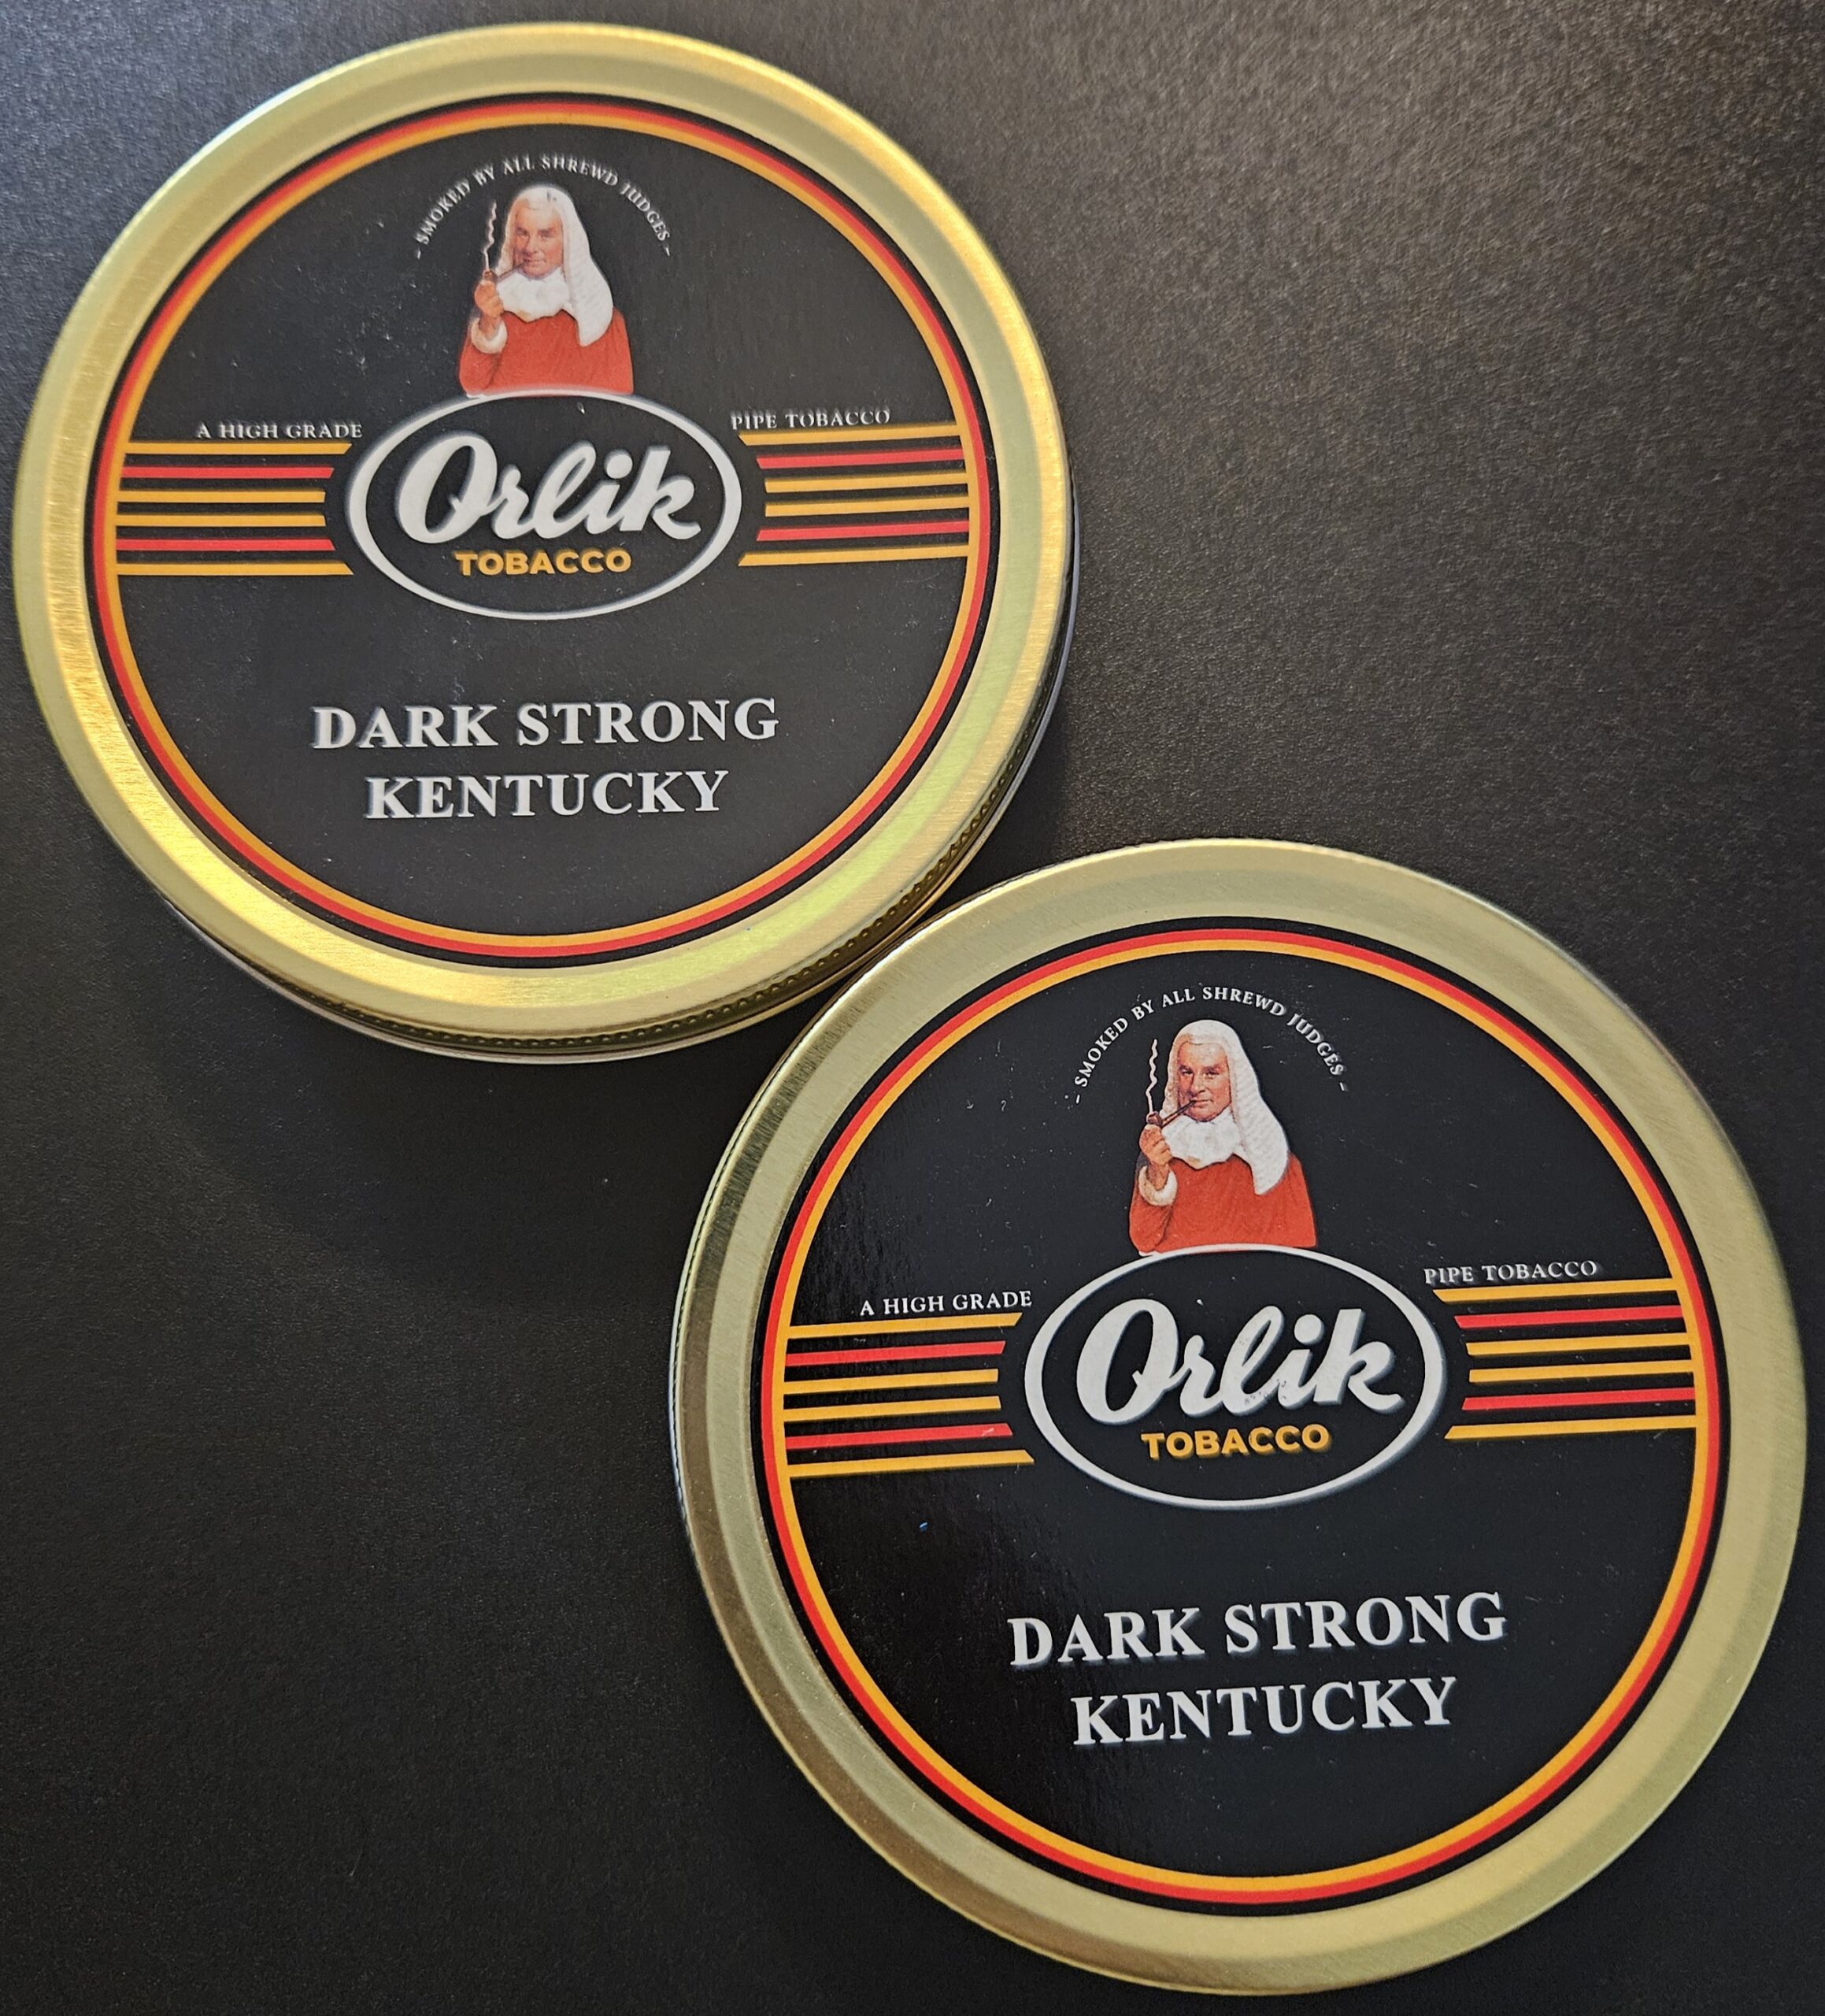 - SMOKED BY ALL SHREWD JUDGES -
A HIGH GRADE
PIPE TOBACCO
Orlik
TOBACCO
DARK STRONG
KENTUCKY
- SMOKED BY ALL SHREWD JUDGES -
A HIGH GRADE
PIPE TOBACCO
Orlik
TOBACCO
DARK STRONG
KENTUCKY